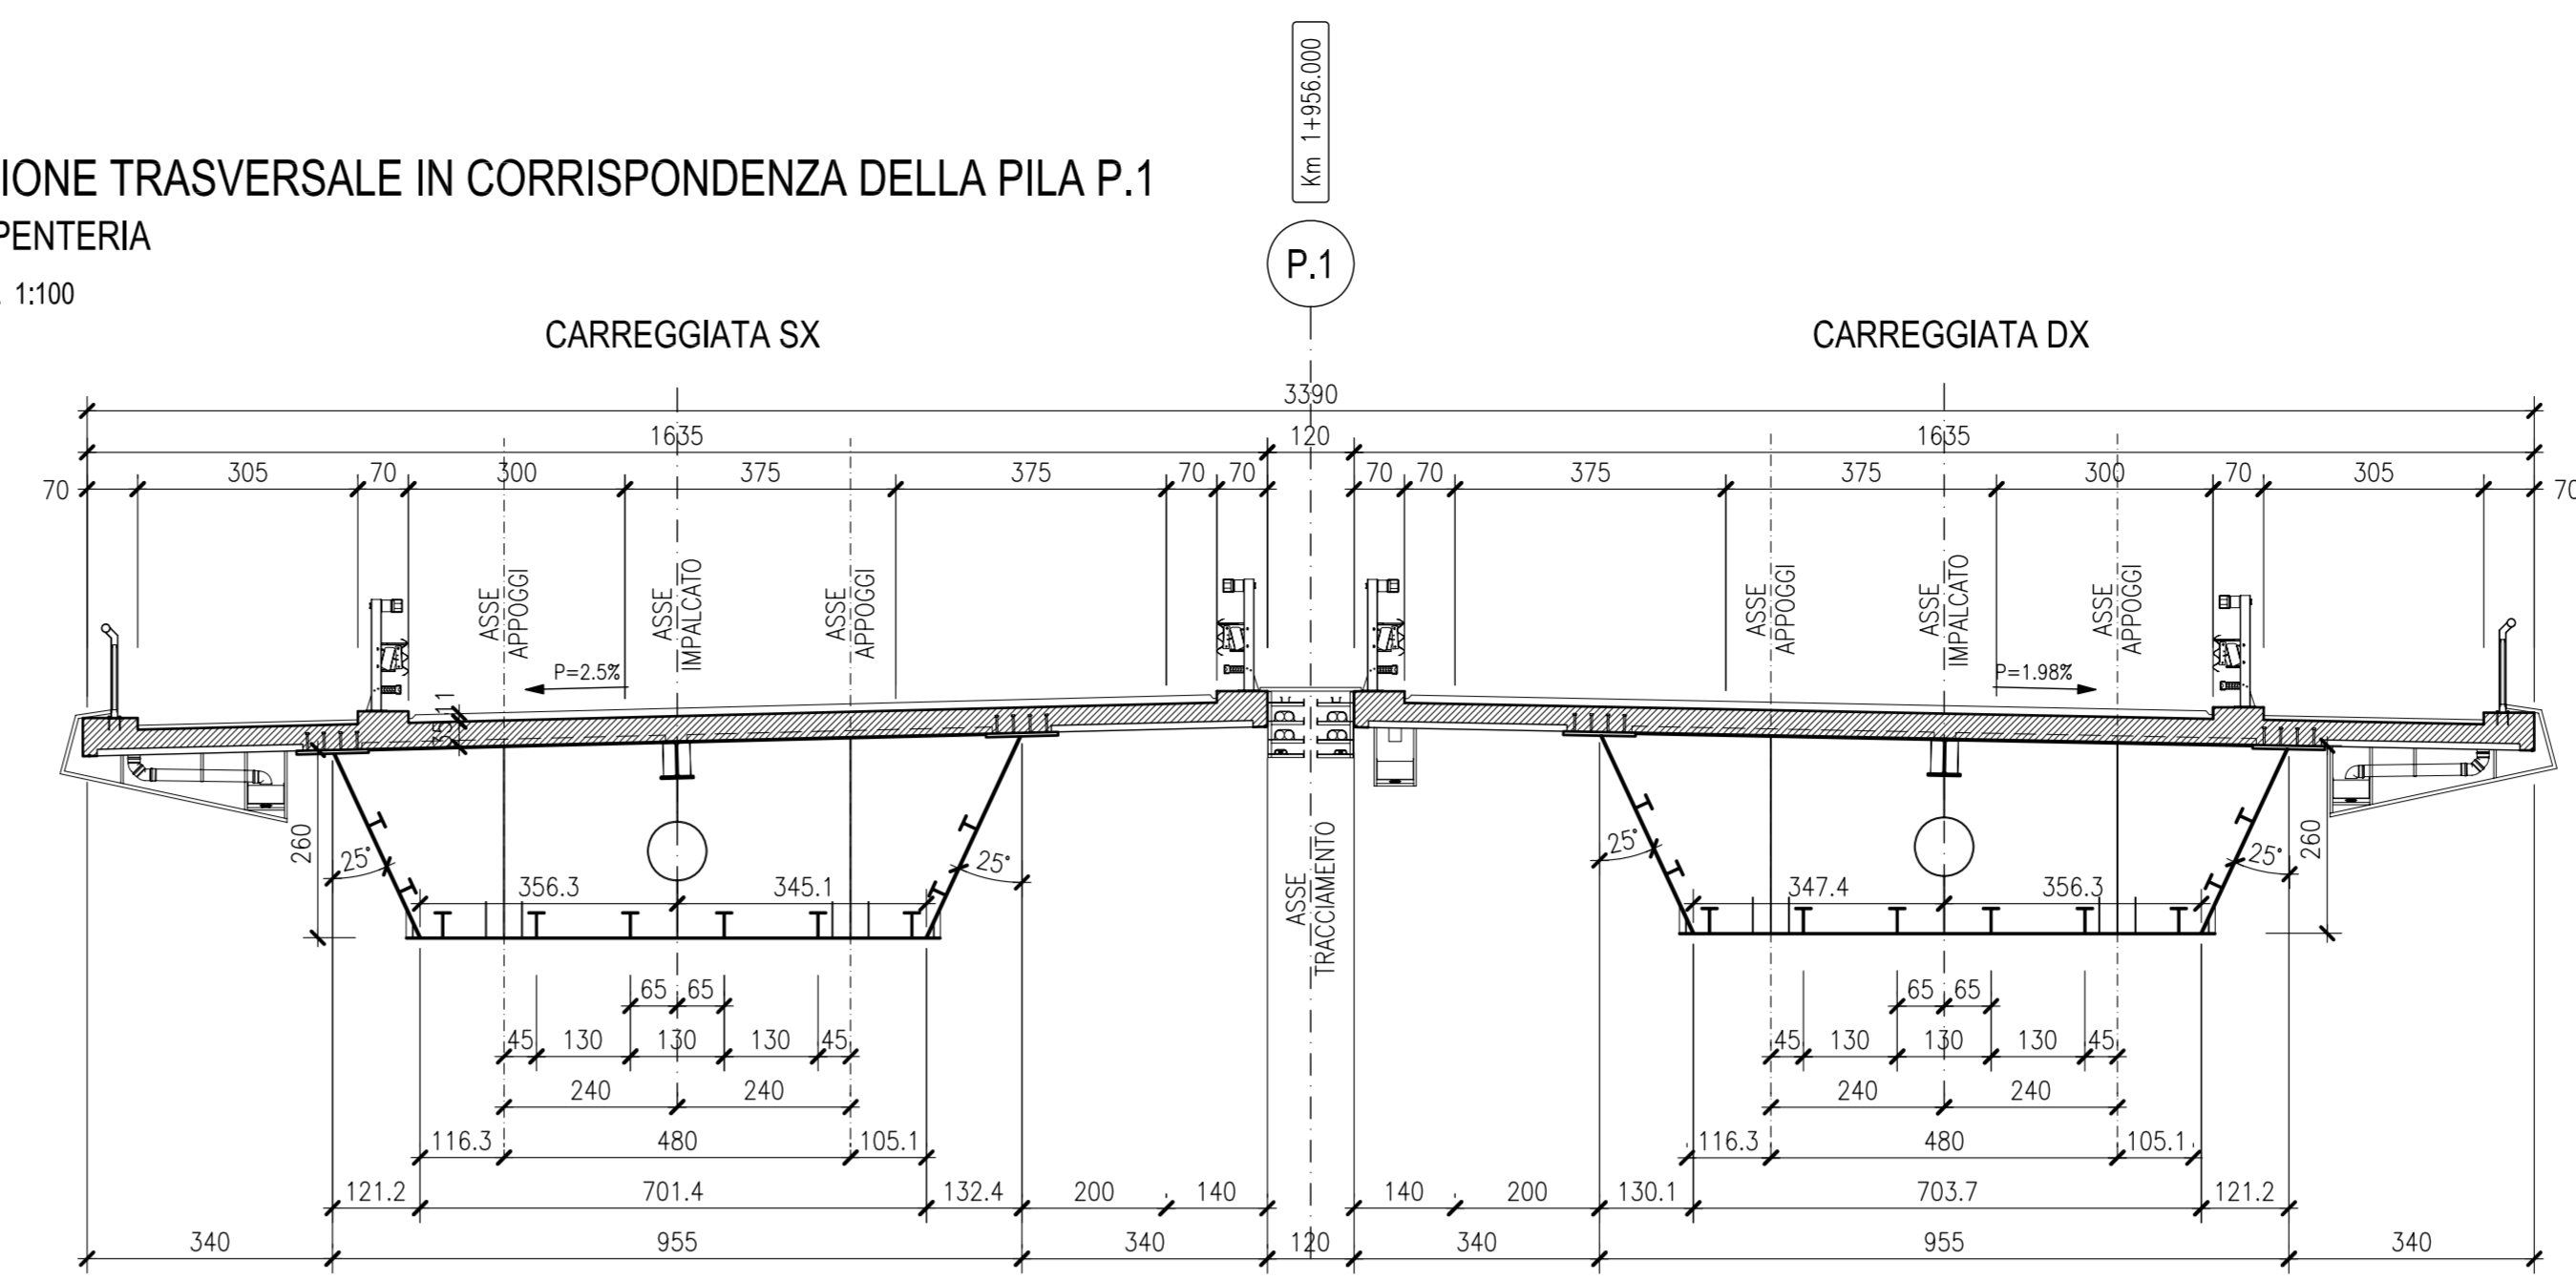 Km 1+956.000
IONE TRASVERSALE IN CORRISPONDENZA DELLA PILA P.1
PENTERIA
1:100
P.1
CARREGGIATA SX
CARREGGIATA DX
3390
1635 120 1635
70 305 70 300 375 375 70 70 70 70 375 375 300 70 305 70
ASSE
APPOGGI
ASSE
IMPALCATO
ASSE
APPOGGI
ASSE
APPOGGI
ASSE
IMPALCATO
ASSE
APPOGGI
P=2.5%
P=1.98%
11
35
260 25° 25° 25° 25° 260
356.3 345.1 347.4 356.3
ASSE
TRACCIAMENTO
65 65 65 65
45 130 130 130 45 45 130 130 130 45
240 240 240 240
116.3 480 105.1 116.3 480 105.1
121.2 701.4 132.4 200 140 140 200 130.1 703.7 121.2
340 955 340 120 340 955 340